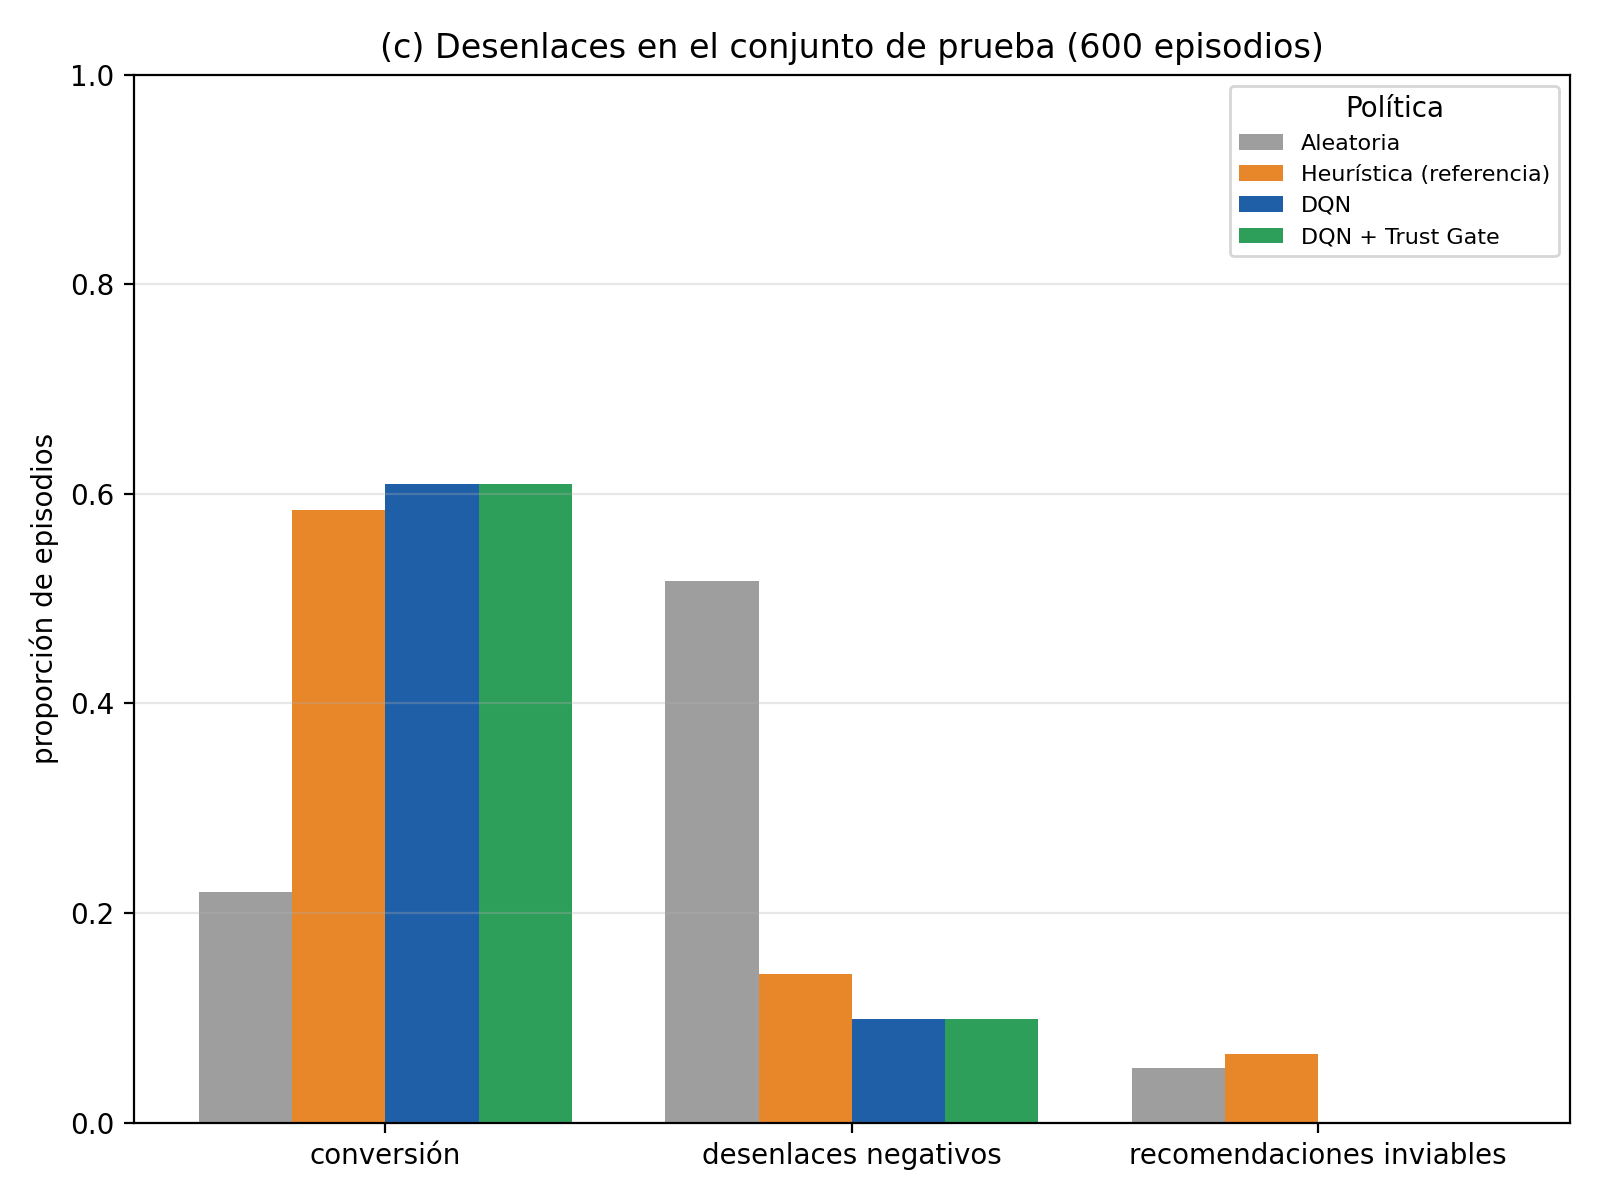 (c) Desenlaces en el conjunto de prueba (600 episodios)
Política
Aleatoria
Heurística (referencia)
DQN
DQN + Trust Gate
proporción de episodios
1.0
0.8
0.6
0.4
0.2
0.0
conversión
desenlaces negativos
recomendaciones inviables